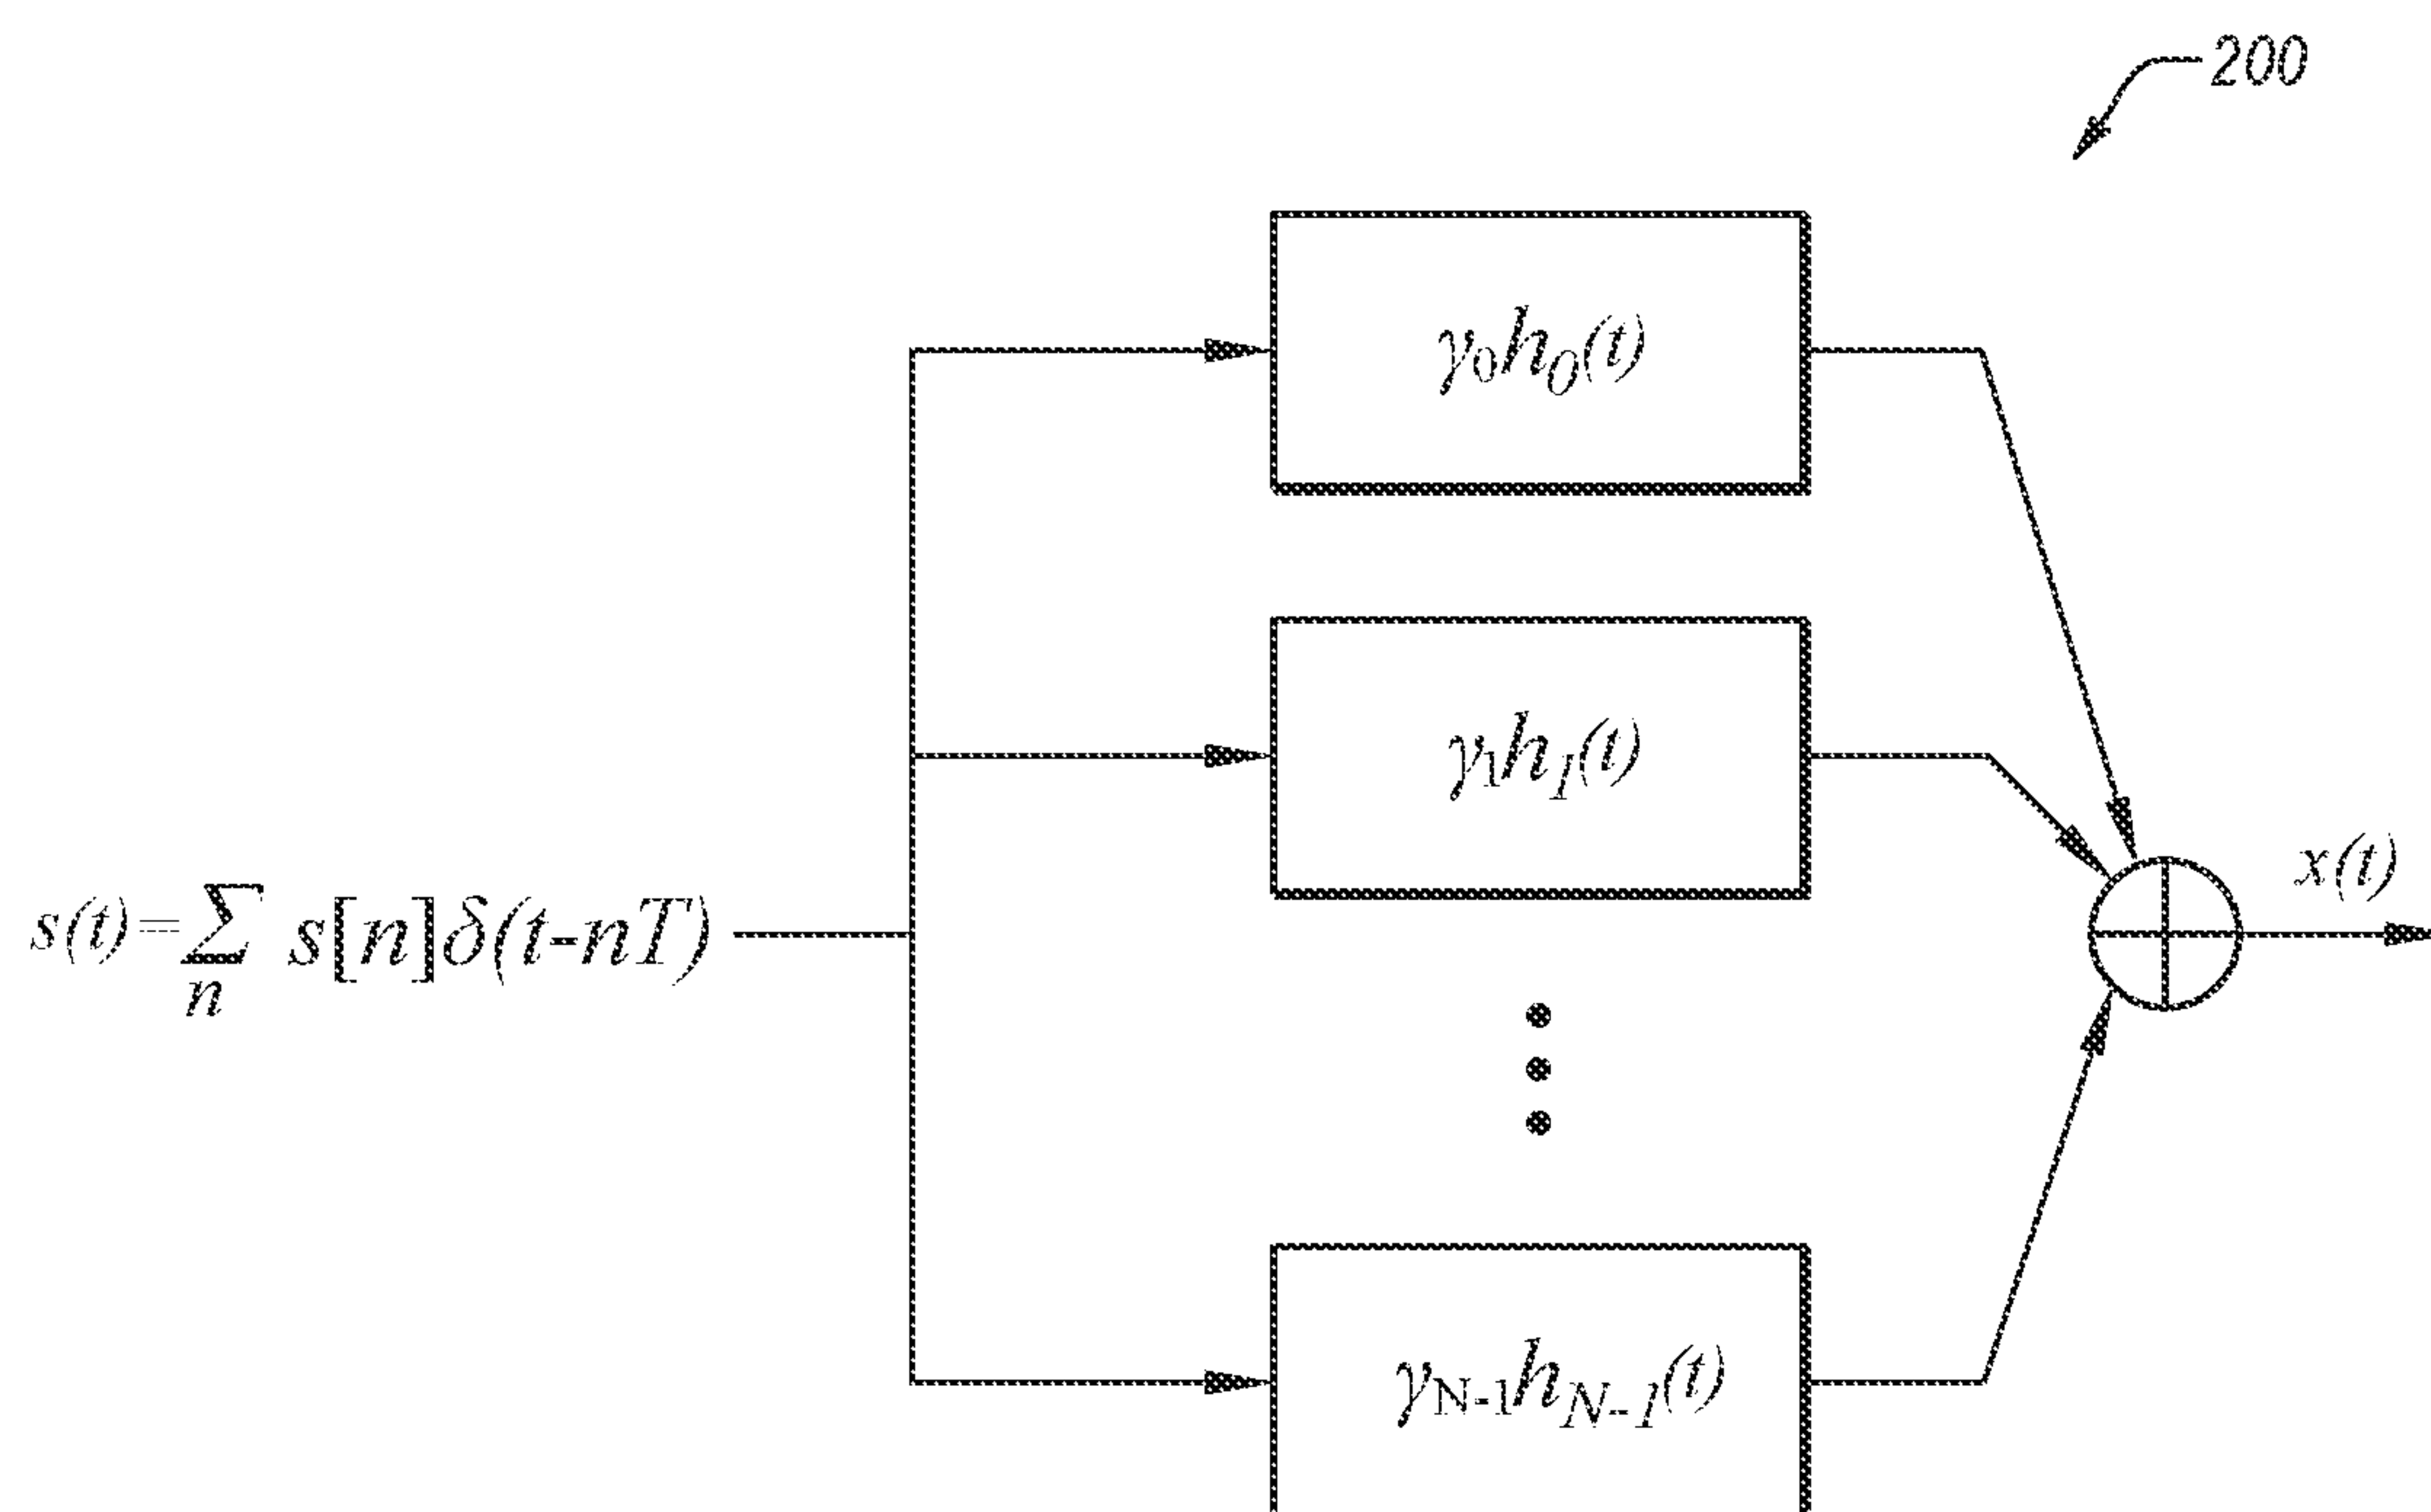 200
γ₀h₀(t)
γ₁h₁(t)
x(t)
s(t)=∑ s[n]δ(t-nT)
n
γN-1hN-1(t)